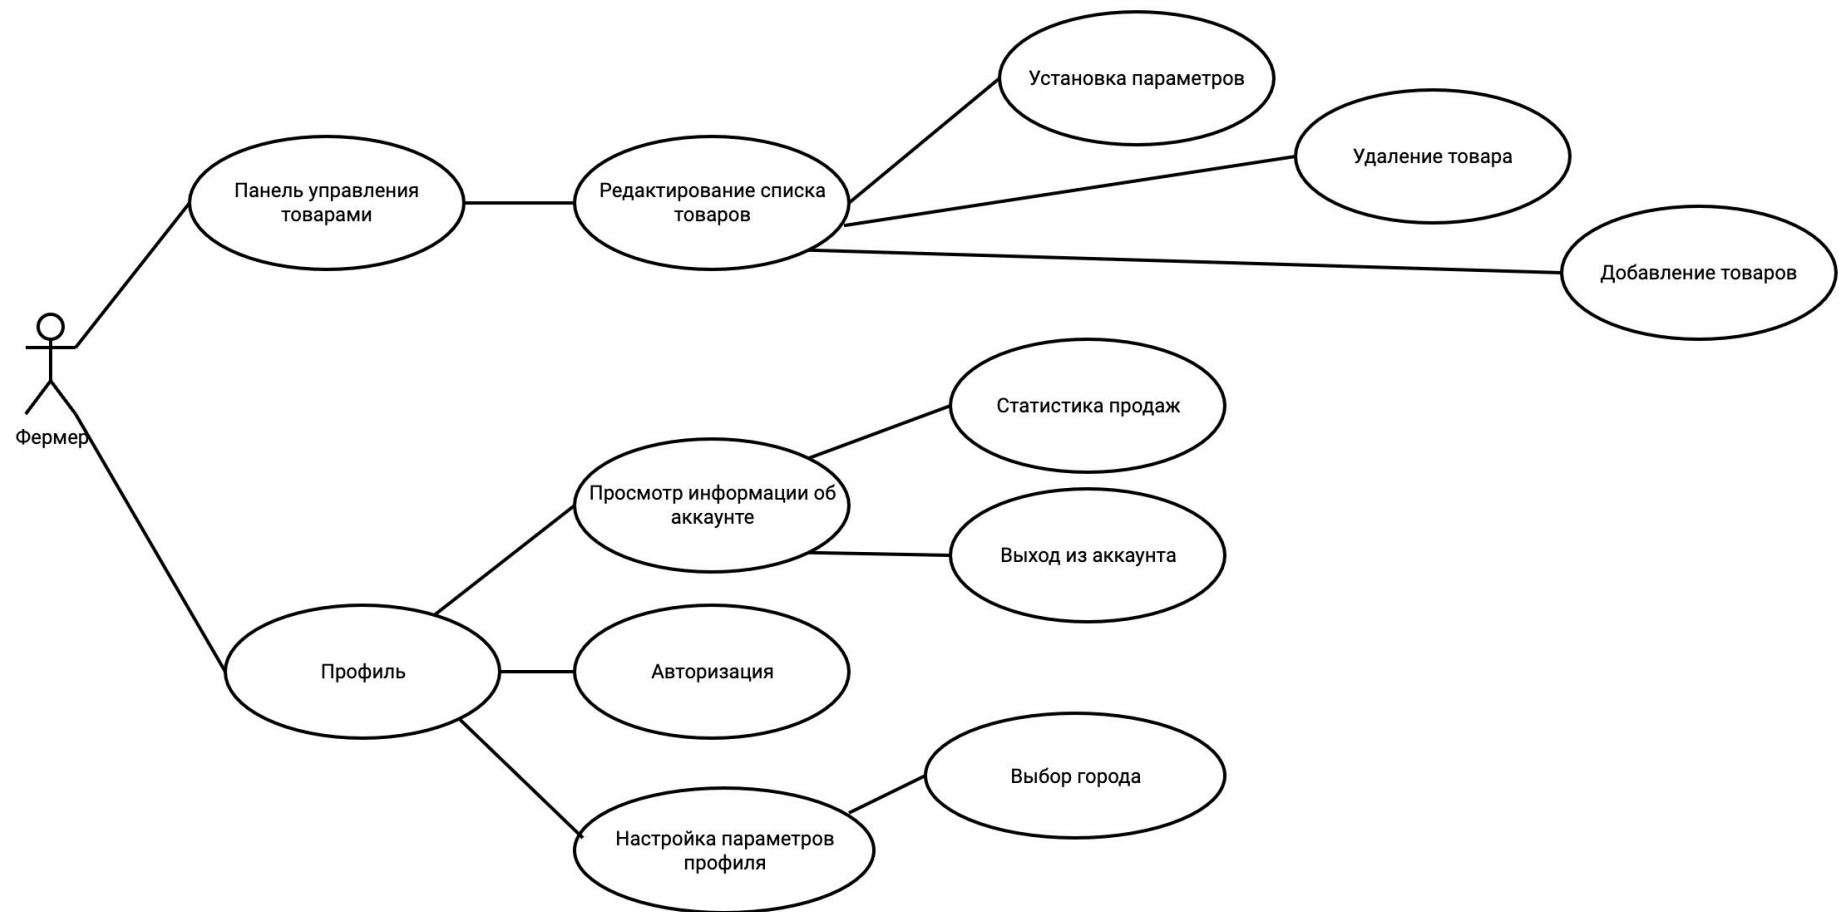 Установка параметров
Удаление товара
Панель управления
товарами
Редактирование списка
товаров
Добавление товаров
Фермер
Статистика продаж
Просмотр информации об
аккаунте
Выход из аккаунта
Профиль
Авторизация
Выбор города
Настройка параметров
профиля